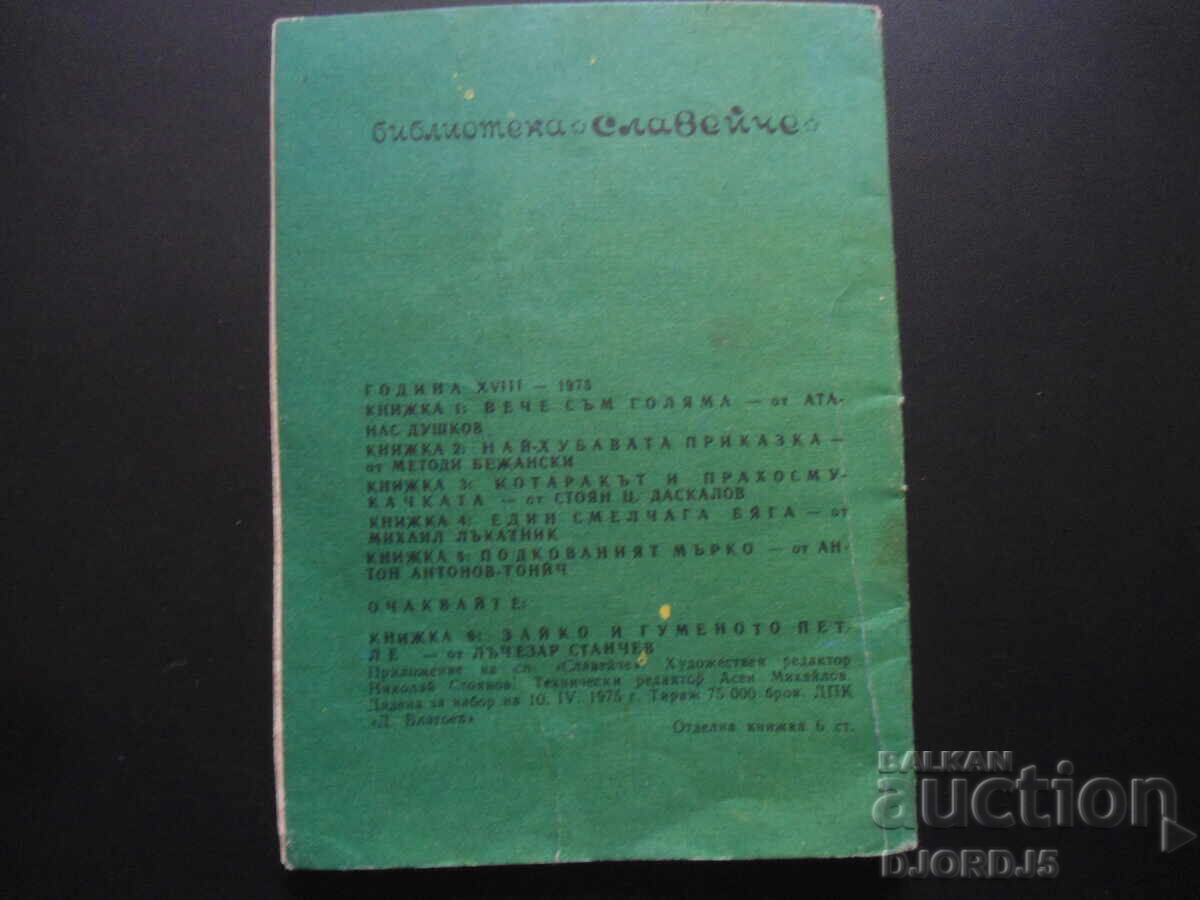 библиотека «Славейче»
ГОДИНА XVIII — 1975
КНИЖКА 1: ВЕЧЕ СЪМ ГОЛЯМА — от АТА-
НАС ДУШКОВ
КНИЖКА 2: НАЙ-ХУБАВАТА ПРИКАЗКА —
от МЕТОДИ БЕЖАНСКИ
КНИЖКА 3: КОТАРАКЪТ И ПРАХОСМУ-
КАЧКАТА — от СТОЯН Ц. ДАСКАЛОВ
КНИЖКА 4: ЕДИН СМЕЛЧАГА БЯГА — от
МИХАИЛ ЛЪКАТНИК
КНИЖКА 5: ПОДКОВАНИЯТ МЪРКО — от АН-
ТОН АНТОНОВ-ТОНИЧ
ОЧАКВАЙТЕ:
КНИЖКА 6: ЗАЙКО И ГУМЕНОТО ПЕТ-
ЛЕ — от ЛЪЧЕЗАР СТАНЧЕВ
Приложение на сп. «Славейче». Художествен редактор
Николай Стоянов. Технически редактор Асен Михайлов.
Дадена за набор на 10. IV. 1975 г. Тираж 75 000 броя. ДПК
«Д. Благоев»
Отделна книжка 6 ст.
BALKAN
auction
DJORDJ5